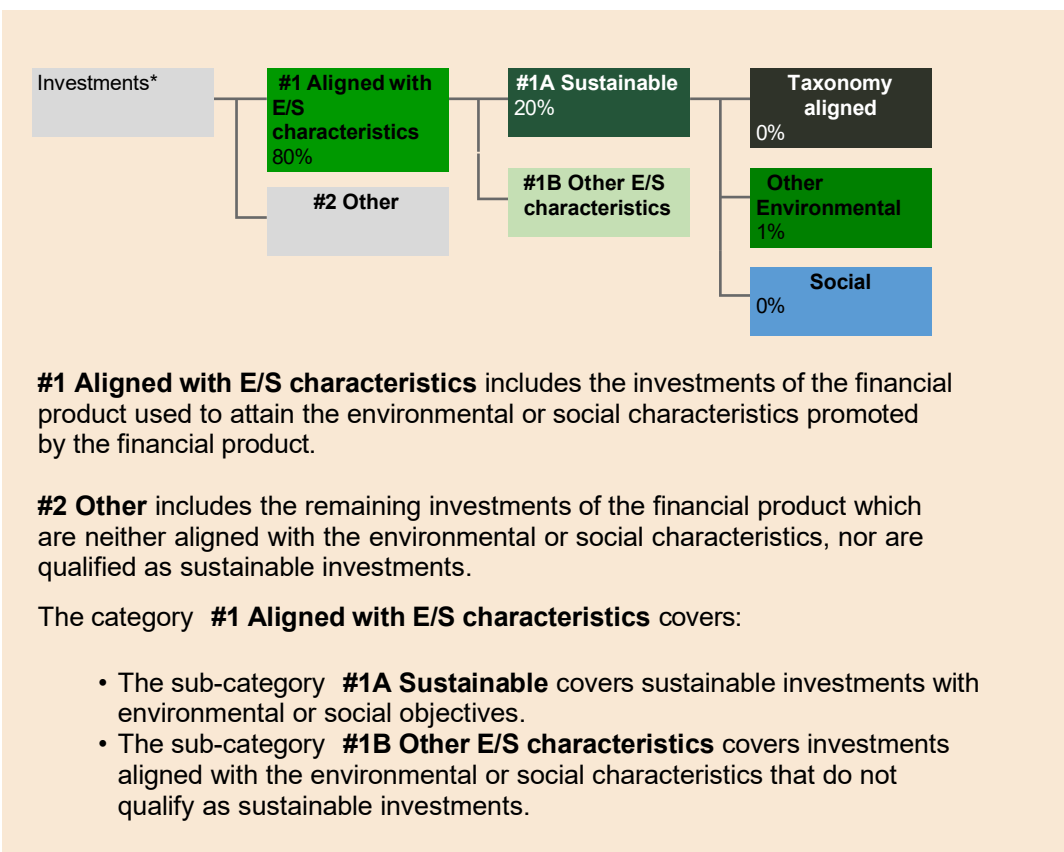 Investments*
#1 Aligned with
E/S
characteristics
80%
#2 Other
#1A Sustainable
20%
#1B Other E/S
characteristics
Taxonomy
aligned
0%
Other
Environmental
1%
Social
0%
#1 Aligned with E/S characteristics includes the investments of the financial
product used to attain the environmental or social characteristics promoted
by the financial product.
#2 Other includes the remaining investments of the financial product which
are neither aligned with the environmental or social characteristics, nor are
qualified as sustainable investments.
The category #1 Aligned with E/S characteristics covers:
• The sub-category #1A Sustainable covers sustainable investments with
environmental or social objectives.
• The sub-category #1B Other E/S characteristics covers investments
aligned with the environmental or social characteristics that do not
qualify as sustainable investments.